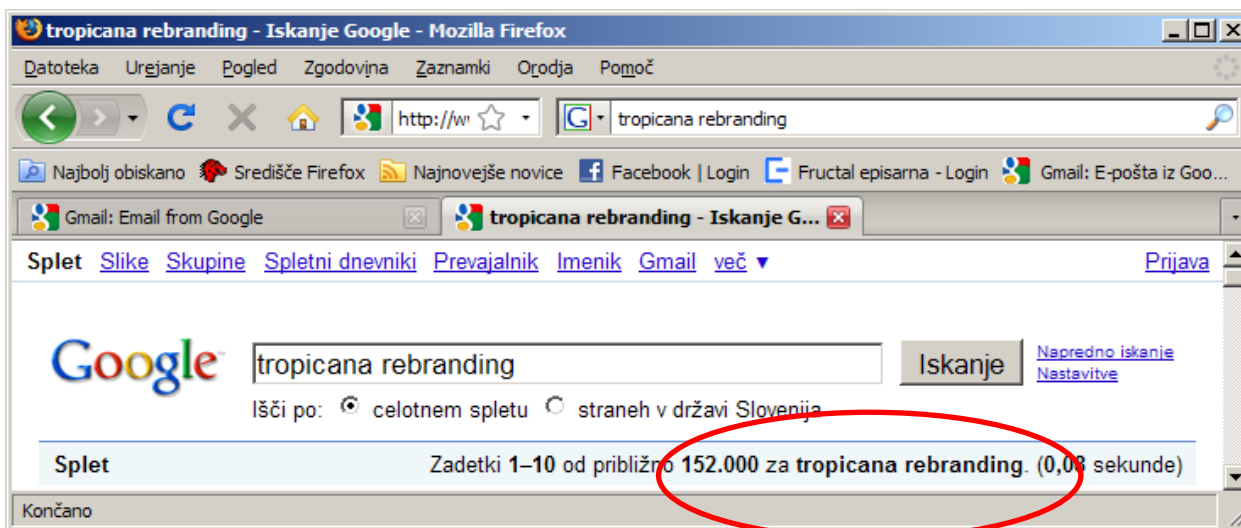 tropicana rebranding - Iskanje Google - Mozilla Firefox
Datoteka Urejanje Pogled Zgodovina Zaznamki Orodja Pomoč
http://w tropicana rebranding
Najbolj obiskano Središče Firefox Najnovejše novice Facebook | Login Fructal episarna - Login Gmail: E-pošta iz Goo...
Gmail: Email from Google tropicana rebranding - Iskanje G...
Splet Slike Skupine Spletni dnevniki Prevajalnik Imenik Gmail več ▼ Prijava
Google tropicana rebranding Iskanje Napredno iskanje
Nastavitve
Išči po: celotnem spletu straneh v državi Slovenija
Splet Zadetki 1–10 od približno 152.000 za tropicana rebranding. (0,08 sekunde)
Končano